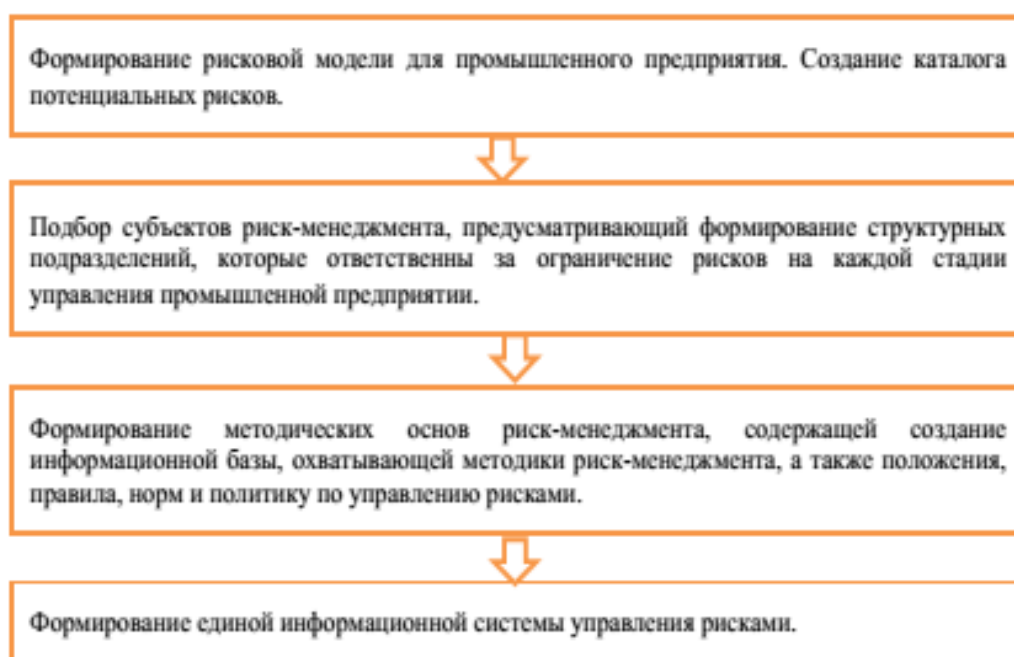 Формирование рисковой модели для промышленного предприятия. Создание каталога
потенциальных рисков.
Подбор субъектов риск-менеджмента, предусматривающий формирование структурных
подразделений, которые ответственны за ограничение рисков на каждой стадии
управления промышленной предприятии.
Формирование методических основ риск-менеджмента, содержащей создание
информационной базы, охватывающей методики риск-менеджмента, а также положения,
правила, норм и политику по управлению рисками.
Формирование единой информационной системы управления рисками.